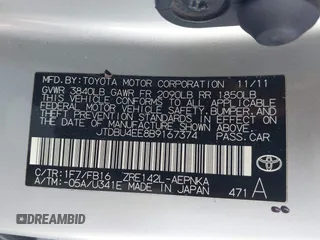 MFD. BY: TOYOTA MOTOR CORPORATION 11/11
GVWR 3840LB GAWR FR 2090LB RR 1850LB
THIS VEHICLE CONFORMS TO ALL APPLICABLE
FEDERAL MOTOR VEHICLE SAFETY, BUMPER, AND
THEFT PREVENTION STANDARDS IN EFFECT ON
THE DATE OF MANUFACTURE SHOWN ABOVE.
JTDBU4EE8B9167374 PASS.CAR
C/TR:1F7/FB16 ZRE142L-AEPNKA
A/TM:-05A/U341E MADE IN JAPAN
TOYOTA
471 A
D DRIVEWAY